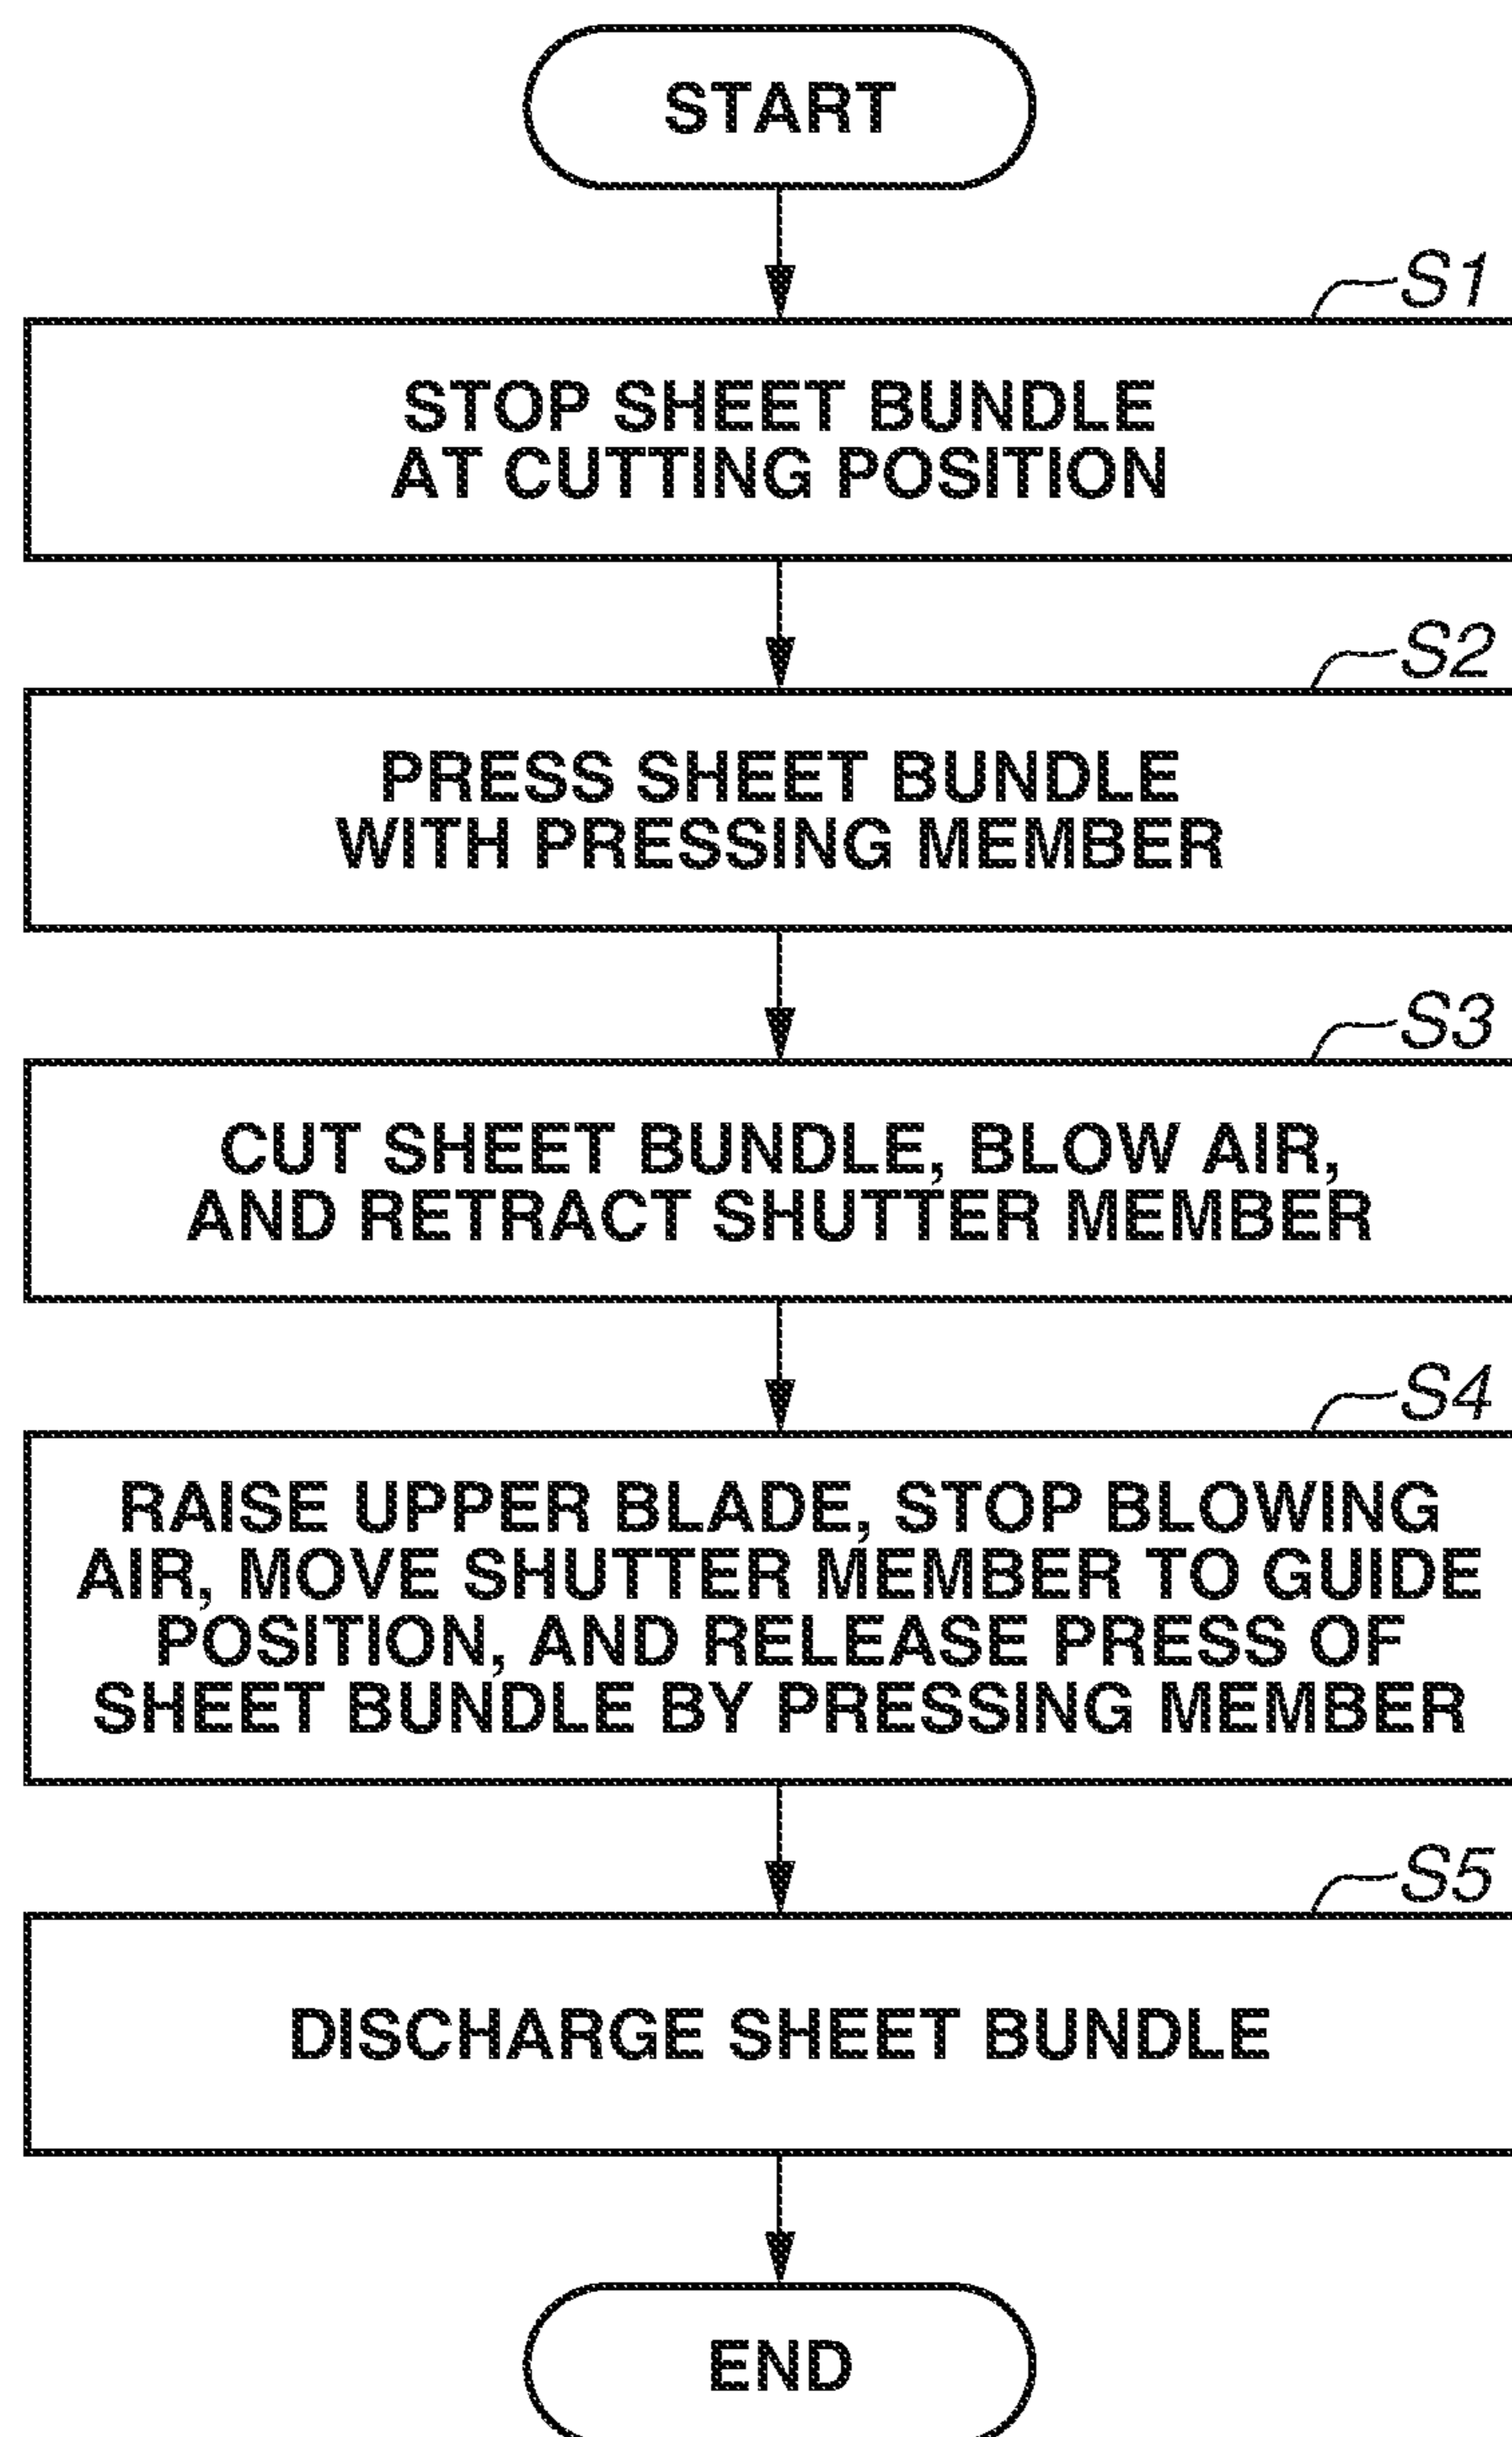 START
S1
STOP SHEET BUNDLE
AT CUTTING POSITION
S2
PRESS SHEET BUNDLE
WITH PRESSING MEMBER
S3
CUT SHEET BUNDLE, BLOW AIR,
AND RETRACT SHUTTER MEMBER
S4
RAISE UPPER BLADE, STOP BLOWING
AIR, MOVE SHUTTER MEMBER TO GUIDE
POSITION, AND RELEASE PRESS OF
SHEET BUNDLE BY PRESSING MEMBER
S5
DISCHARGE SHEET BUNDLE
END